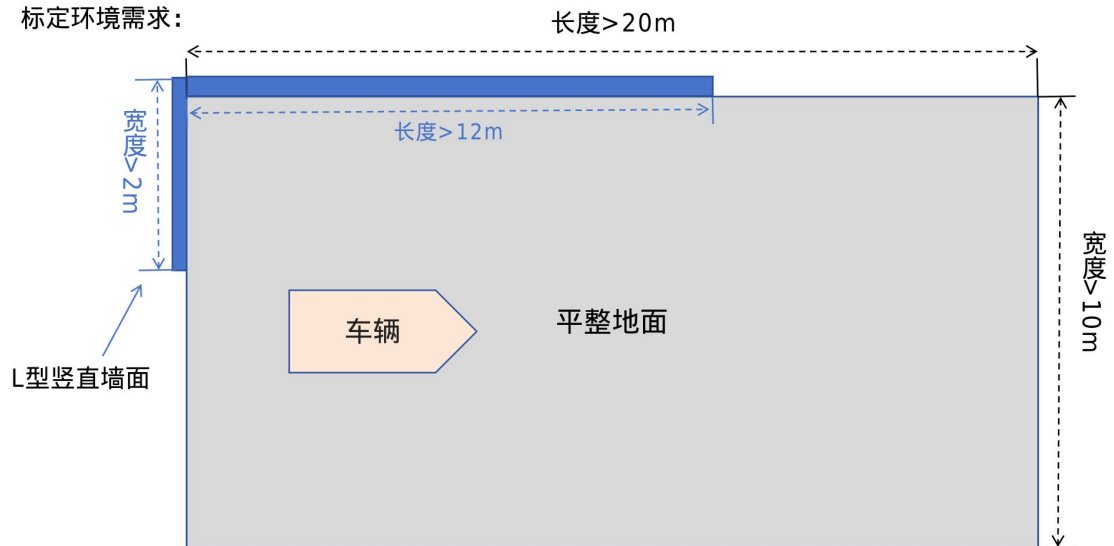 标定环境需求:
长度>20m
长度>12m
宽度>2m
宽度>10m
车辆
平整地面
L型竖直墙面